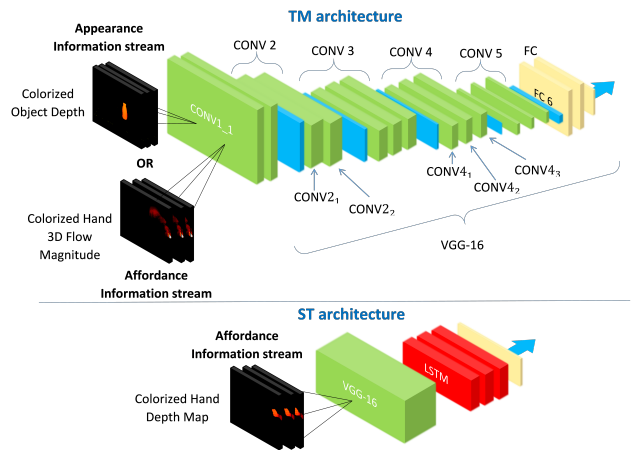 TM architecture
Appearance
Information stream
Colorized
Object Depth
OR
Colorized Hand
3D Flow
Magnitude
Affordance
Information stream
CONV1_1
CONV 2
CONV 3
CONV 4
CONV 5
FC
FC 6
CONV2₁
CONV2₂
CONV4₁
CONV4₂
CONV4₃
VGG-16
ST architecture
Affordance
Information stream
Colorized Hand
Depth Map
VGG-16
LSTM